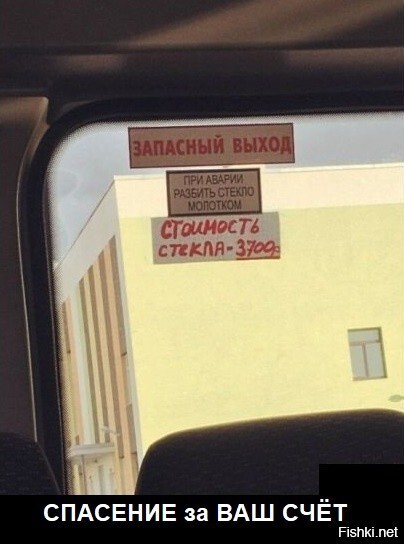 ЗАПАСНЫЙ ВЫХОД
ПРИ АВАРИИ
РАЗБИТЬ СТЕКЛО
МОЛОТКОМ
СТОИМОСТЬ
СТЕКЛА-3700р
СПАСЕНИЕ за ВАШ СЧЁТ
Fishki.net